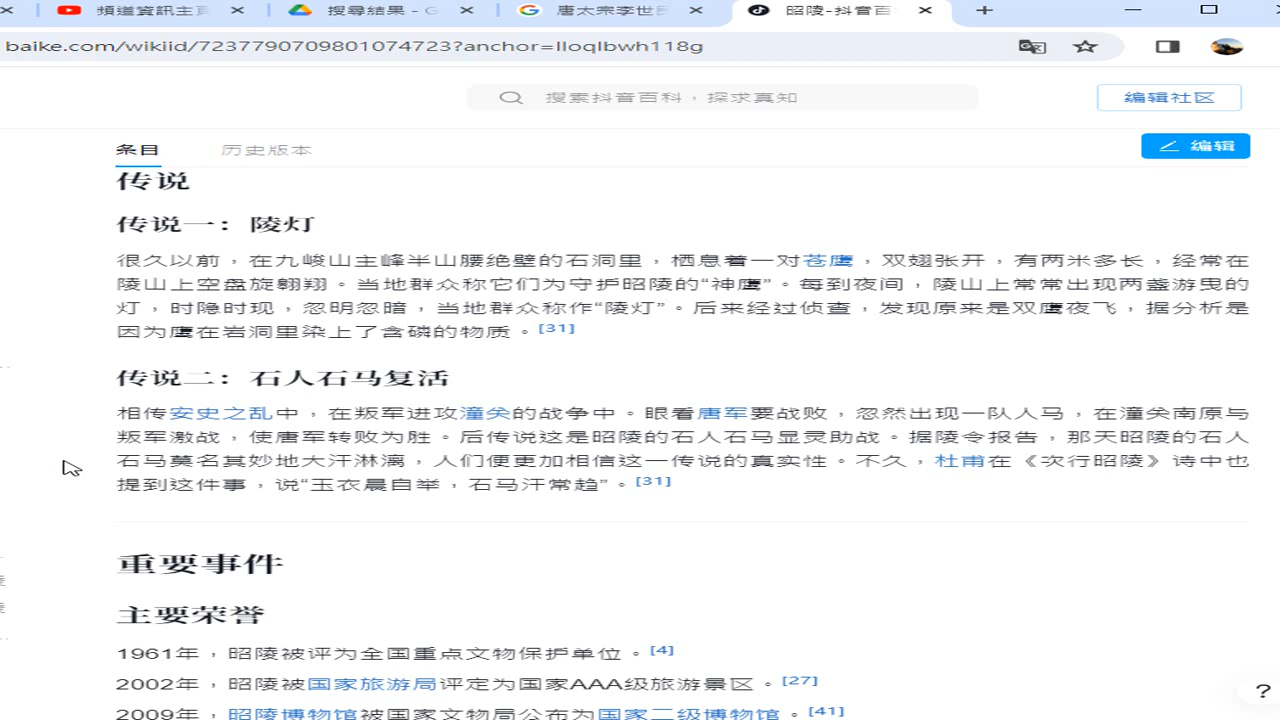 頻道資訊主頁
搜尋結果 - G
唐太宗李世民
昭陵-抖音百
baike.com/wikiid/7237790709801074723?anchor=lloqlbwh118g
搜索抖音百科，探求真知
编辑社区
条目
历史版本
编辑
传说
传说一：陵灯
很久以前，在九峻山主峰半山腰绝壁的石洞里，栖息着一对苍鹰，双翅张开，有两米多长，经常在
陵山上空盘旋翱翔。当地群众称它们为守护昭陵的“神鹰”。每到夜间，陵山上常常出现两盏游曳的
灯，时隐时现，忽明忽暗，当地群众称作“陵灯”。后来经过侦查，发现原来是双鹰夜飞，据分析是
因为鹰在岩洞里染上了含磷的物质。[31]
传说二：石人石马复活
相传安史之乱中，在叛军进攻潼关的战争中。眼看唐军要战败，忽然出现一队人马，在潼关南原与
叛军激战，使唐军转败为胜。后传说这是昭陵的石人石马显灵助战。据陵令报告，那天昭陵的石人
石马莫名其妙地大汗淋漓，人们便更加相信这一传说的真实性。不久，杜甫在《次行昭陵》诗中也
提到这件事，说“玉衣晨自举，石马汗常趋”。[31]
重要事件
主要荣誉
1961年，昭陵被评为全国重点文物保护单位。[4]
2002年，昭陵被国家旅游局评定为国家AAA级旅游景区。[27]
2009年，昭陵博物馆被国家文物局公布为国家二级博物馆。[41]
?